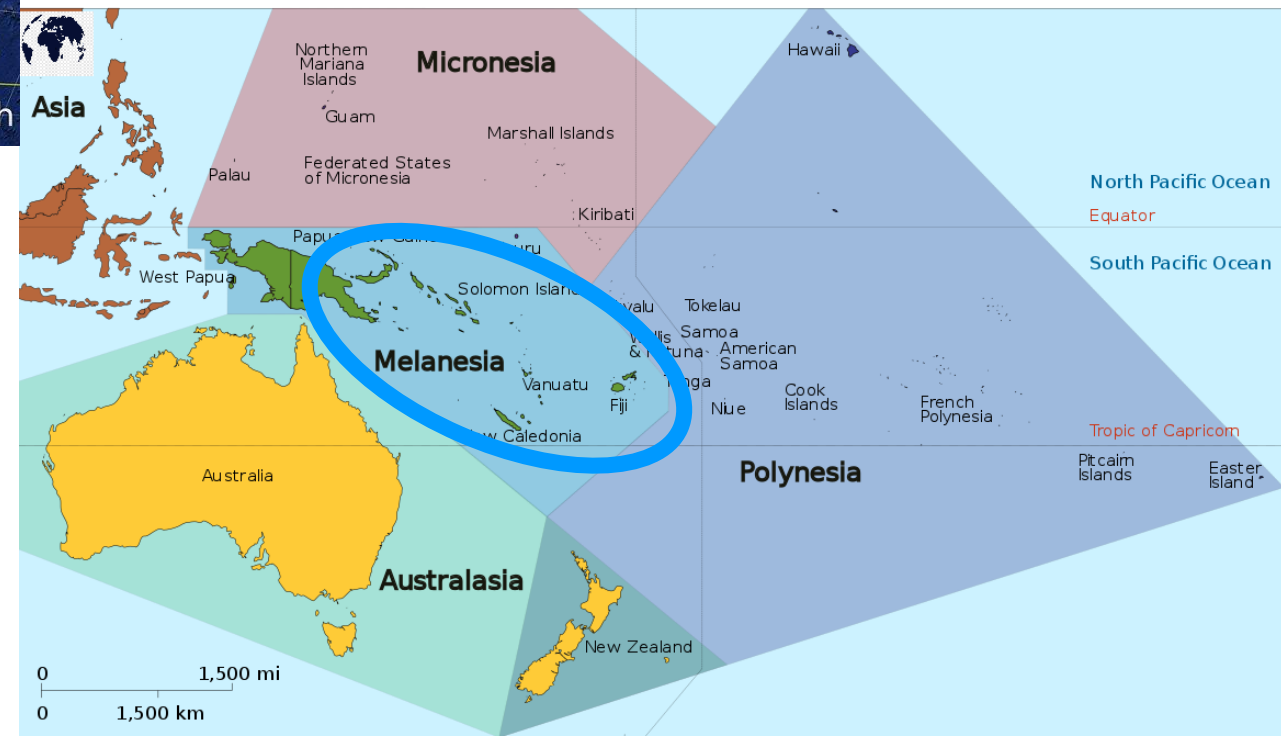 Hawaii
Northern
Mariana
Islands
Micronesia
Asia
Guam
Marshall Islands
Federated States
of Micronesia
Palau
North Pacific Ocean
Kiribati
Equator
South Pacific Ocean
West Papua
Solomon
Tokelau
Samoa
&
American
Samoa
Melanesia
Vanuatu
Fiji
Cook
Islands
Niue
French
Polynesia
Caledonia
Tropic of Capricorn
Polynesia
Pitcairn
Islands
Easter
Island
Australia
Australasia
New Zealand
0 1,500 mi
0 1,500 km